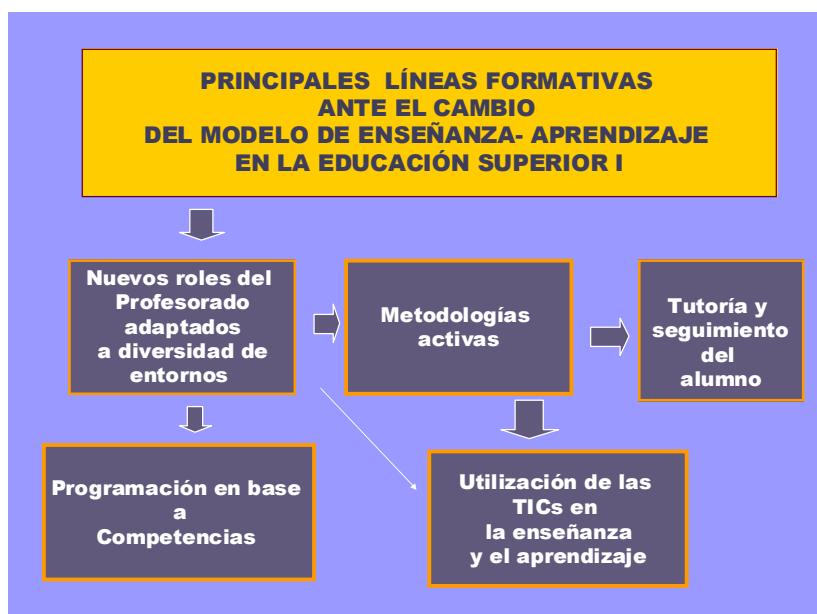 PRINCIPALES LÍNEAS FORMATIVAS
ANTE EL CAMBIO
DEL MODELO DE ENSEÑANZA- APRENDIZAJE
EN LA EDUCACIÓN SUPERIOR I
Nuevos roles del
Profesorado
adaptados
a diversidad de
entornos
Metodologías
activas
Tutoría y
seguimiento
del
alumno
Programación en base
a
Competencias
Utilización de las
TICs en
la enseñanza
y el aprendizaje